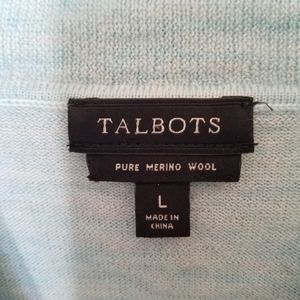 TALBOTS
PURE MERINO WOOL
L
MADE IN
CHINA